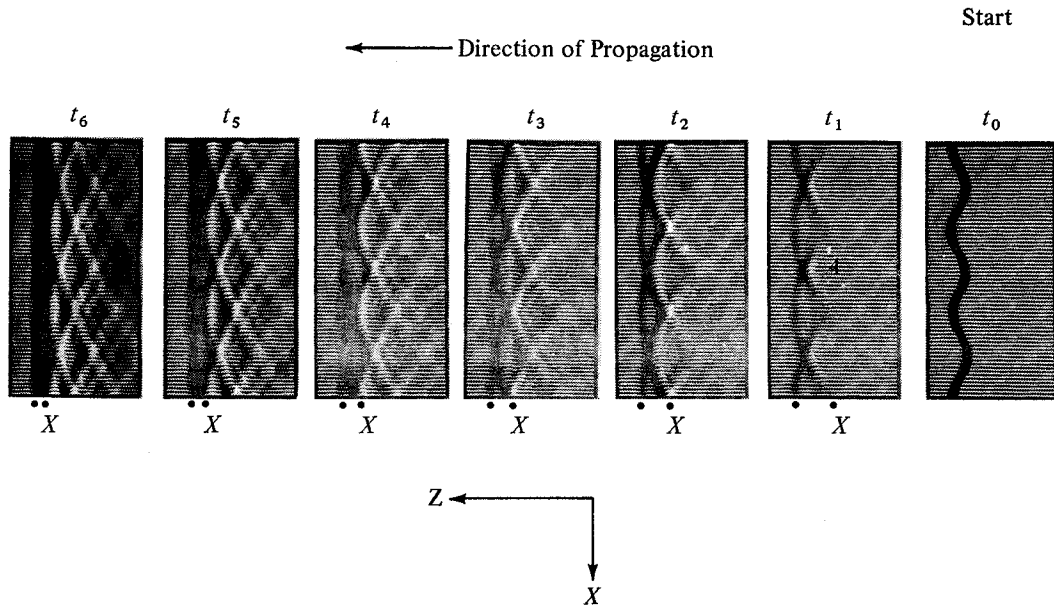 Start
Direction of Propagation
t₆ t₅ t₄ t₃ t₂ t₁ t₀
X X X X X X
Z
X